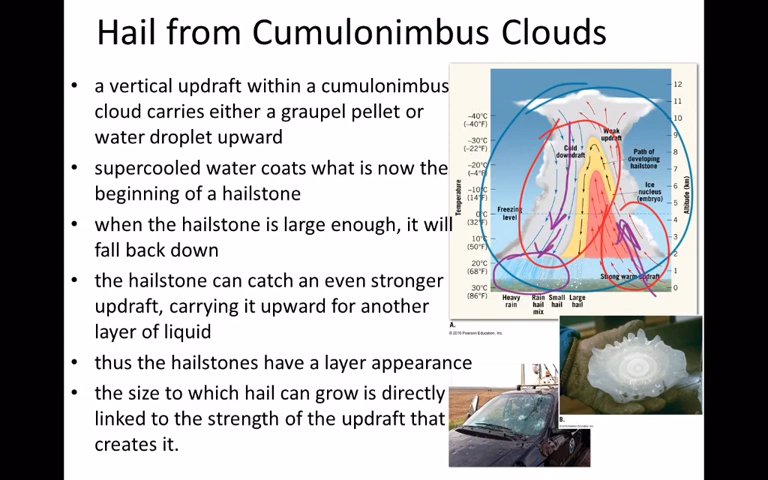 Hail from Cumulonimbus Clouds
• a vertical updraft within a cumulonimbus
cloud carries either a graupel pellet or
water droplet upward
• supercooled water coats what is now the
beginning of a hailstone
• when the hailstone is large enough, it will
fall back down
• the hailstone can catch an even stronger
updraft, carrying it upward for another
layer of liquid
• thus the hailstones have a layer appearance
• the size to which hail can grow is directly
linked to the strength of the updraft that
creates it.
Temperature
−40°C
(−40°F)
−30°C
(−22°F)
−20°C
(−4°F)
−10°C
(14°F)
0°C
(32°F)
10°C
(50°F)
20°C
(68°F)
30°C
(86°F)
Freezing
level
Cold
downdraft
Weak
updraft
Path of
developing
hailstone
Ice
nucleus
(embryo)
Strong warm updraft
12
11
10
9
8
7
6
5
4
3
2
1
0
Altitude (km)
Heavy
rain
Rain
hail
mix
Small
hail
Large
hail
A.
B.